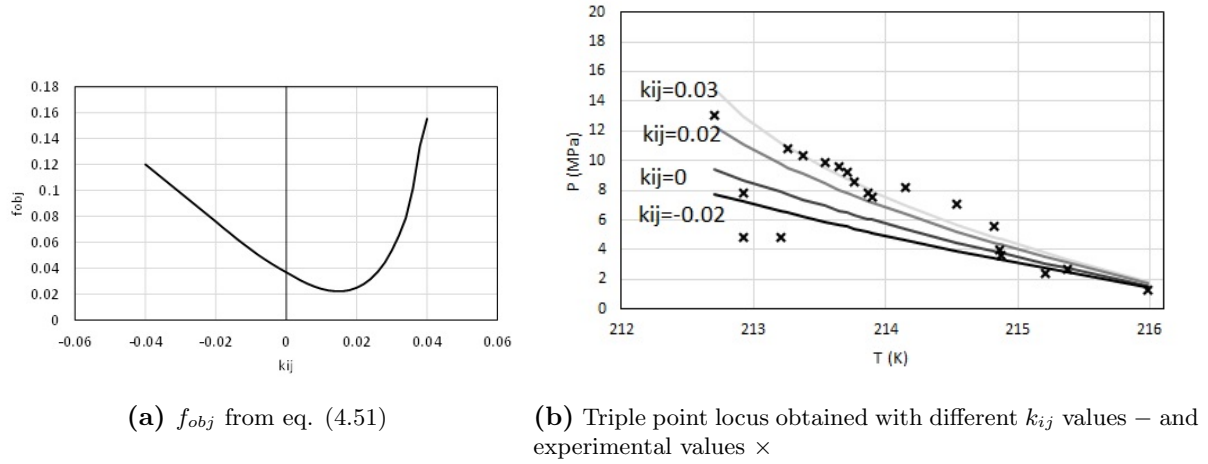 0.18
0.16
0.14
0.12
0.1
0.08
0.06
0.04
0.02
0
fobj
-0.06 -0.04 -0.02 0 0.02 0.04 0.06
kij
(a) f_obj from eq. (4.51)
20
18
16
14
12
10
8
6
4
2
0
P (MPa)
kij=0.03
kij=0.02
kij=0
kij=-0.02
212 213 214 215 216
T (K)
(b) Triple point locus obtained with different k_ij values − and
experimental values ×